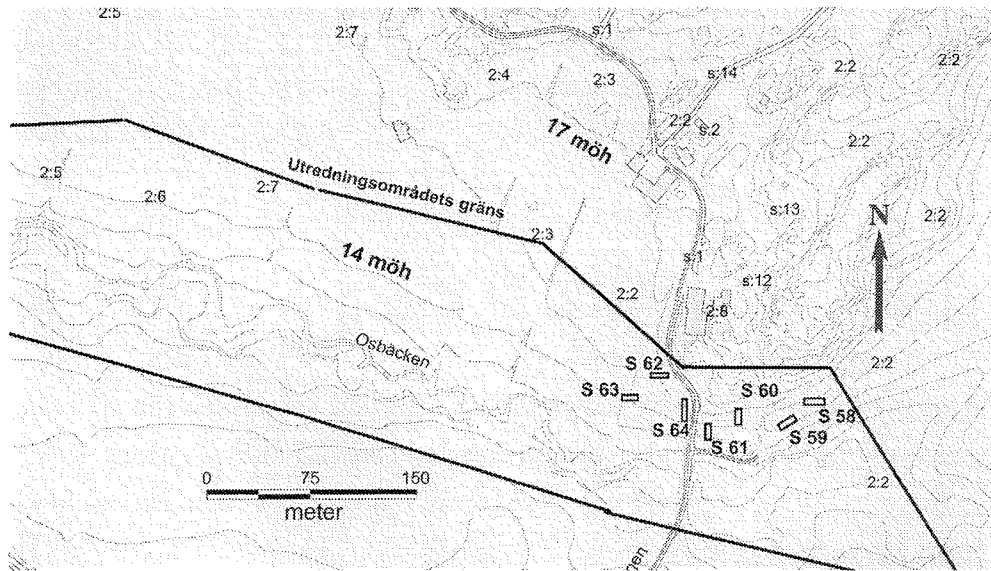 2:5
2:7
s:1
2:2
2:4
2:3
s:14
2:2
2:2
s:2
17 möh
2:2
2:5
2:6
2:7
Utredningsområdets gräns
s:13
2:2
N
2:3
14 möh
s:1
2:2
s:12
2:8
Osbäcken
S 62
2:2
S 63
S 60
S 64
S 58
S 61
S 59
0 75 150
meter
2:2